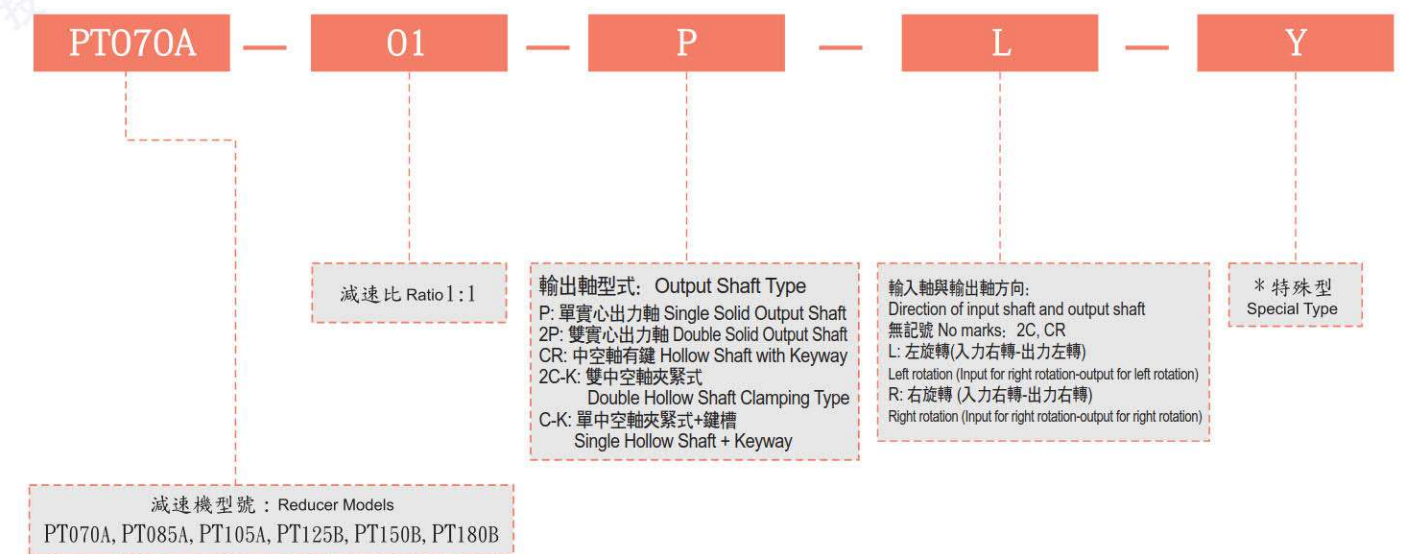 PT070A — 01 — P — L — Y
減速比 Ratio 1:1
輸出軸型式: Output Shaft Type
P: 單實心出力軸 Single Solid Output Shaft
2P: 雙實心出力軸 Double Solid Output Shaft
CR: 中空軸有鍵 Hollow Shaft with Keyway
2C-K: 雙中空軸夾緊式
Double Hollow Shaft Clamping Type
C-K: 單中空軸夾緊式+鍵槽
Single Hollow Shaft + Keyway
輸入軸與輸出軸方向:
Direction of input shaft and output shaft
無記號 No marks: 2C, CR
L: 左旋轉(入力右轉-出力左轉)
Left rotation (Input for right rotation-output for left rotation)
R: 右旋轉 (入力右轉-出力右轉)
Right rotation (Input for right rotation-output for right rotation)
*特殊型
Special Type
減速機型號：Reducer Models
PT070A, PT085A, PT105A, PT125B, PT150B, PT180B